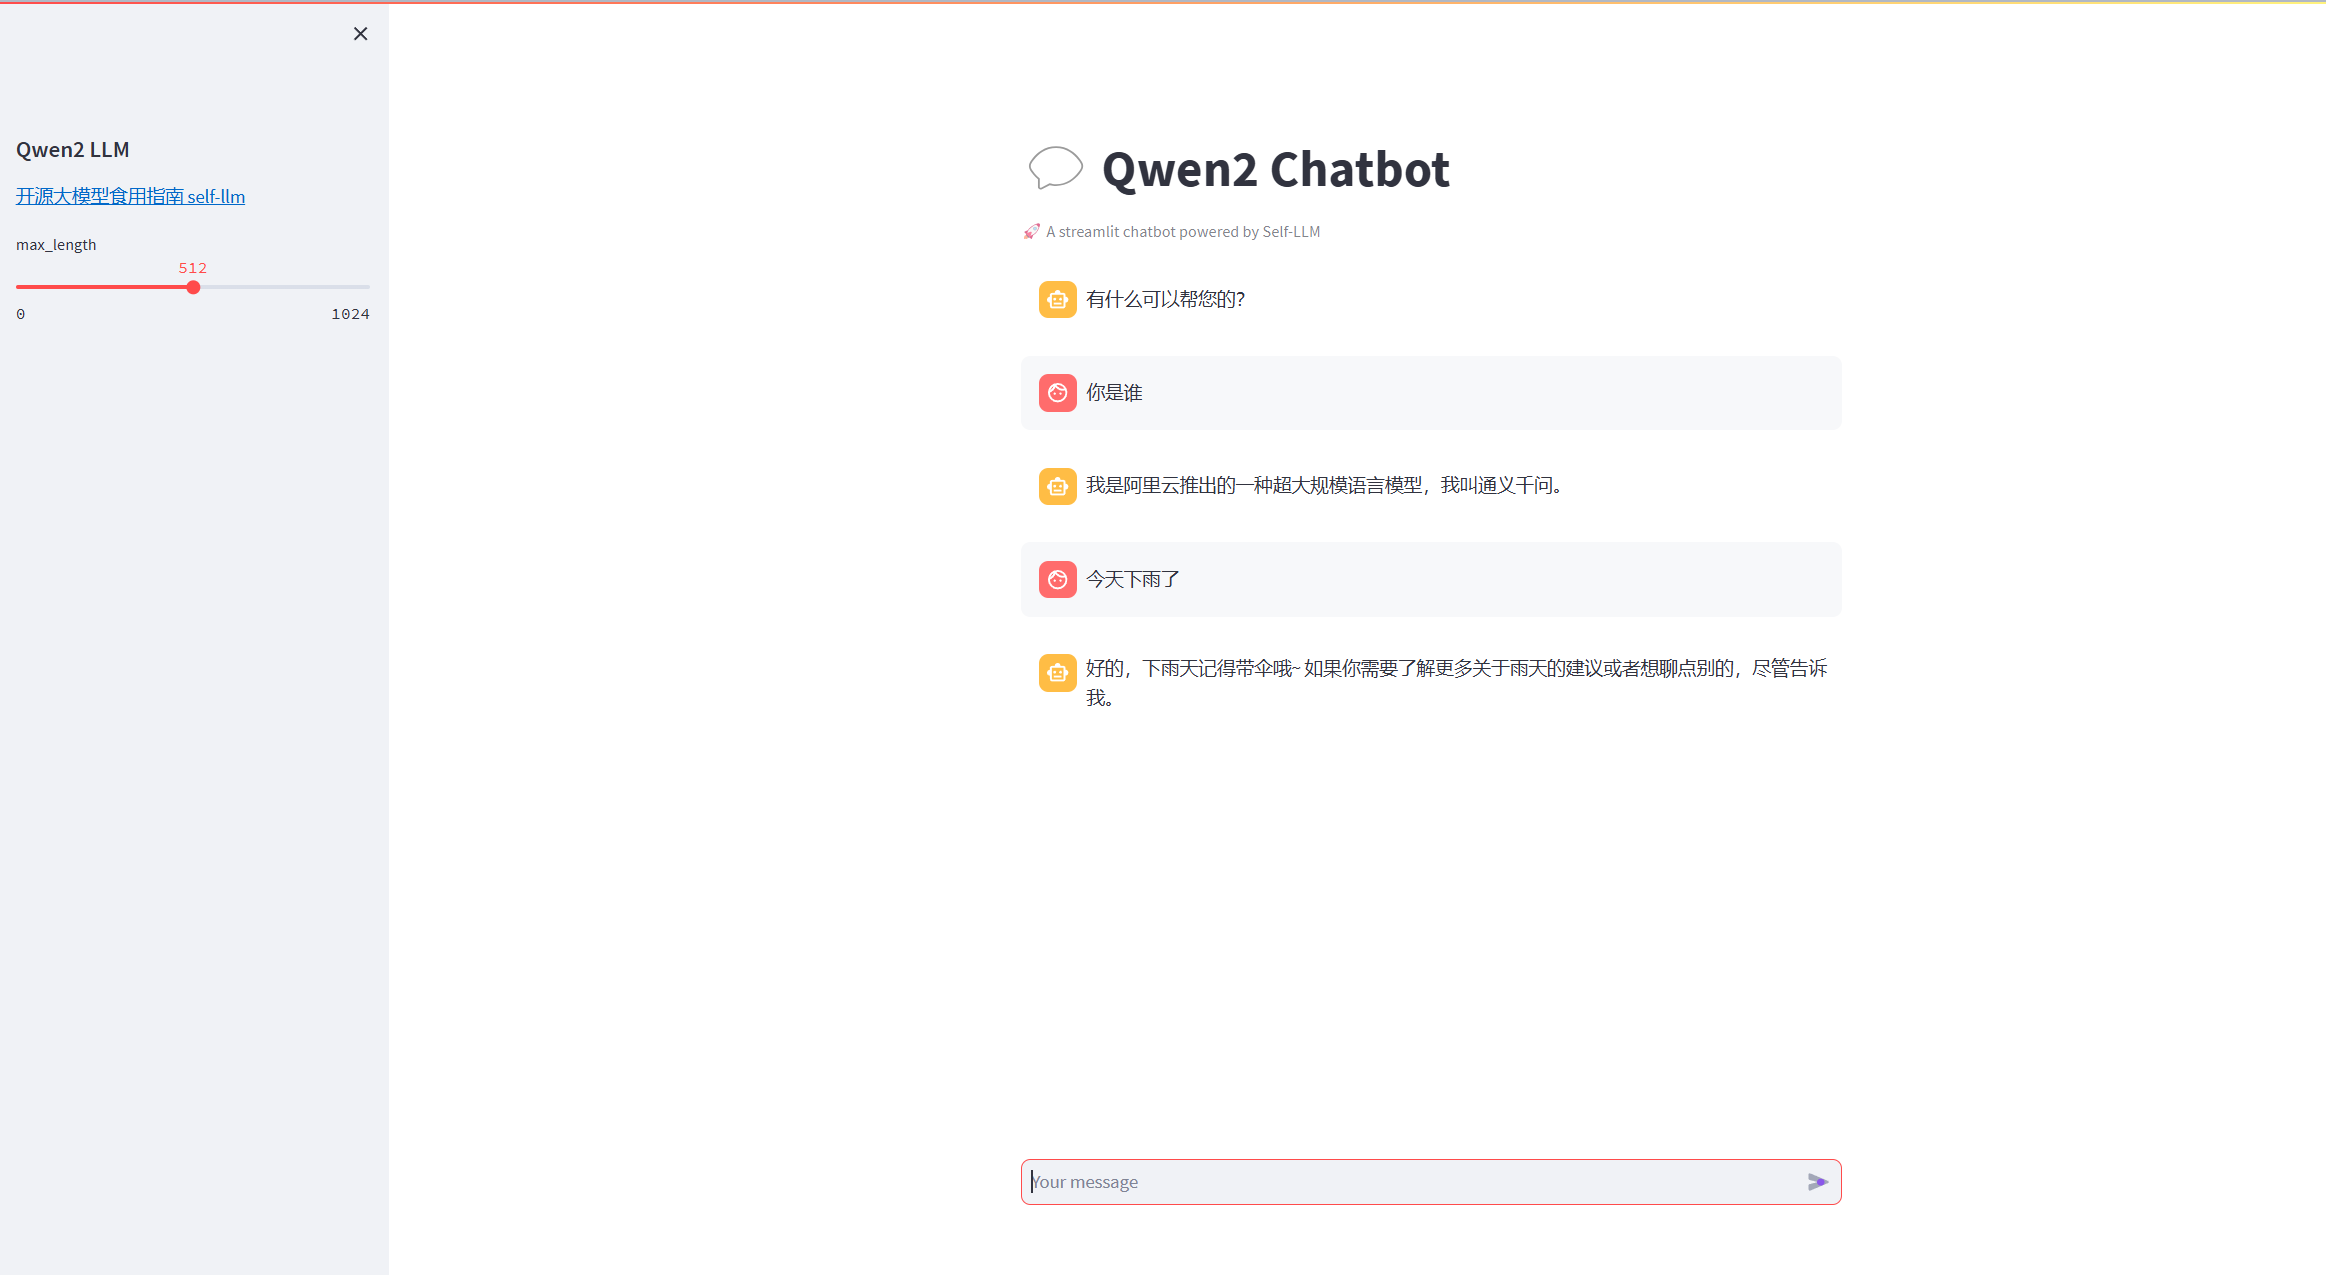 Qwen2 LLM
开源大模型食用指南 self-llm
max_length
512
0 1024
Qwen2 Chatbot
A streamlit chatbot powered by Self-LLM
有什么可以帮您的?
你是谁
我是阿里云推出的一种超大规模语言模型，我叫通义千问。
今天下雨了
好的，下雨天记得带伞哦~ 如果你需要了解更多关于雨天的建议或者想聊点别的，尽管告诉
我。
Your message